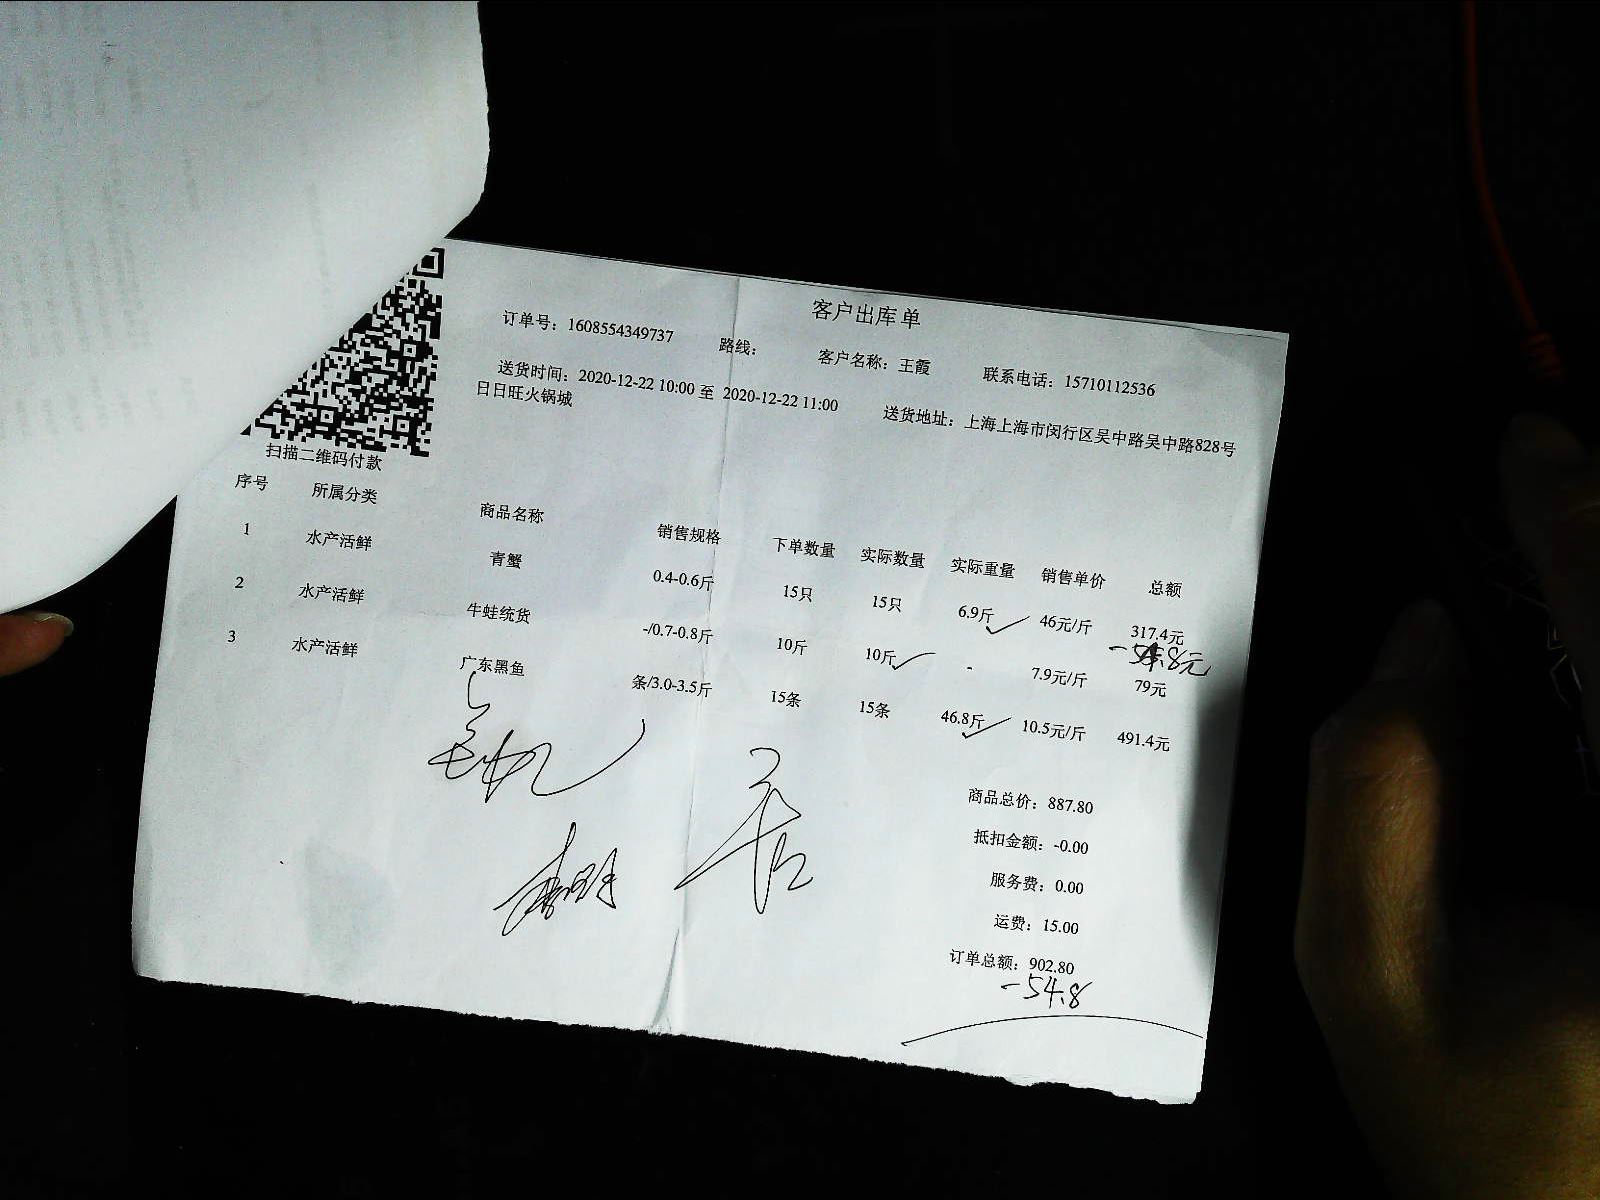 客户出库单
订单号：1608554349737 路线： 客户名称：王霞 联系电话：15710112536
送货时间：2020-12-22 10:00 至 2020-12-22 11:00 送货地址：上海上海市闵行区吴中路吴中路828号
日日旺火锅城
扫描二维码付款
序号 所属分类 商品名称 销售规格 下单数量 实际数量 实际重量 销售单价 总额
1 水产活鲜 青蟹 0.4-0.6斤 15只 15只 6.9斤 46元/斤 317.4元
-54.8元
2 水产活鲜 牛蛙统货 -/0.7-0.8斤 10斤 10斤 - 7.9元/斤 79元
3 水产活鲜 广东黑鱼 条/3.0-3.5斤 15条 15条 46.8斤 10.5元/斤 491.4元
商品总价：887.80
抵扣金额：-0.00
服务费：0.00
运费：15.00
订单总额：902.80
-54.8